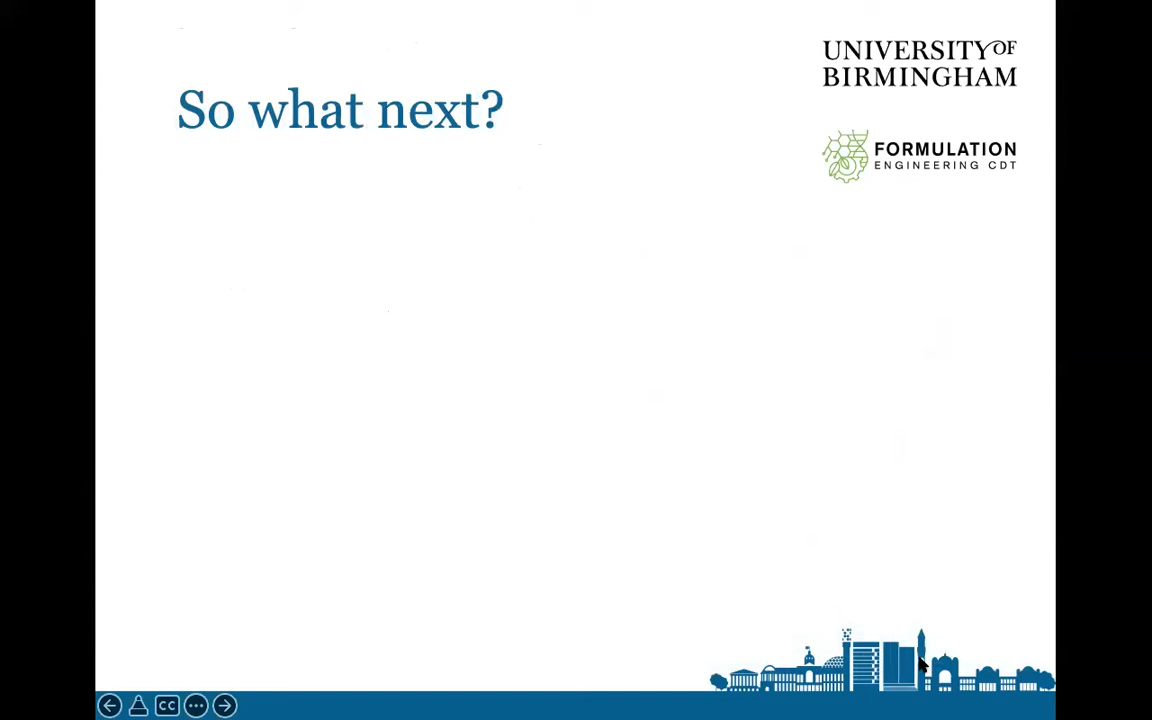 So what next?
UNIVERSITY OF
BIRMINGHAM
FORMULATION
ENGINEERING CDT
CC